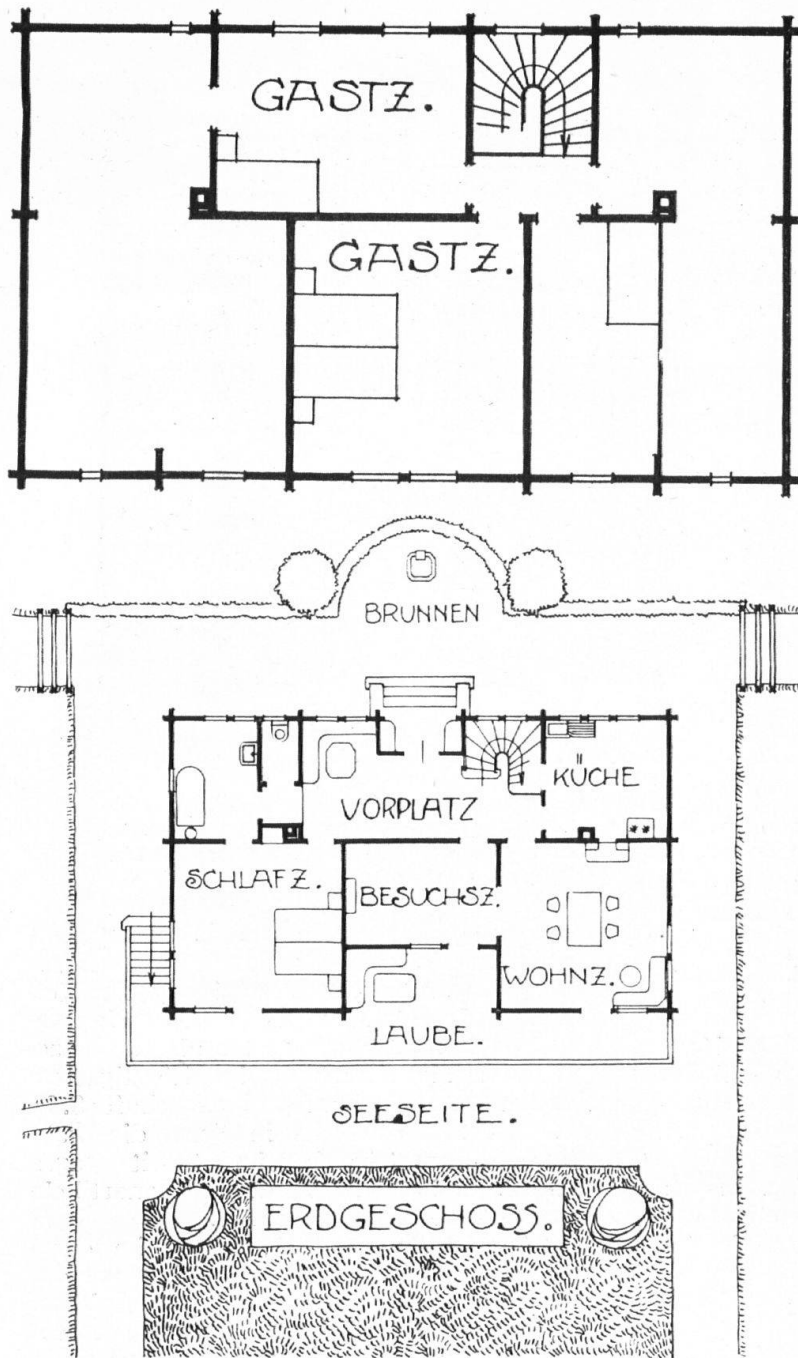 GASTZ.
GASTZ.
BRUNNEN
VORPLATZ
KÜCHE
SCHLAFZ.
BESUCHSZ.
WOHNZ.
LAUBE.
SEESEITE.
ERDGESCHOSS.